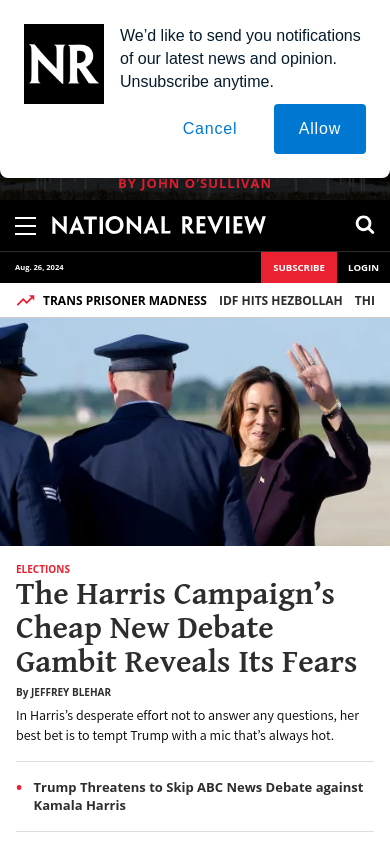 NR
We’d like to send you notifications
of our latest news and opinion.
Unsubscribe anytime.
Cancel
Allow
BY JOHN O'SULLIVAN
NATIONAL REVIEW
Aug. 26, 2024
SUBSCRIBE
LOGIN
TRANS PRISONER MADNESS IDF HITS HEZBOLLAH THI
ELECTIONS
The Harris Campaign’s
Cheap New Debate
Gambit Reveals Its Fears
By JEFFREY BLEHAR
In Harris’s desperate effort not to answer any questions, her
best bet is to tempt Trump with a mic that’s always hot.
Trump Threatens to Skip ABC News Debate against
Kamala Harris